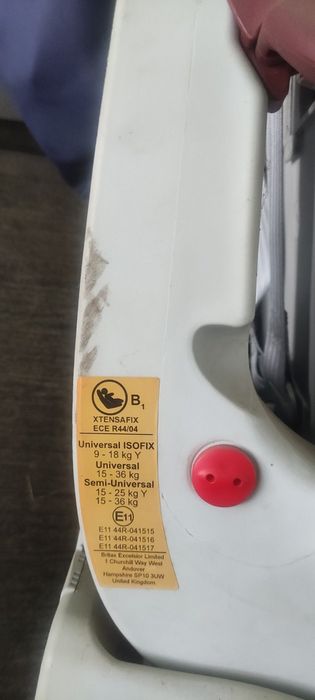 B1
XTENSAFIX
ECE R44/04
Universal ISOFIX
9 - 18 kg Y
Universal
15 - 36 kg
Semi-Universal
15 - 25 kg Y
15 - 36 kg
E11
E11 44R-041515
E11 44R-041516
E11 44R-041517
Britax Excelsior Limited
1 Churchill Way West
Andover
Hampshire SP10 3UW
United Kingdom